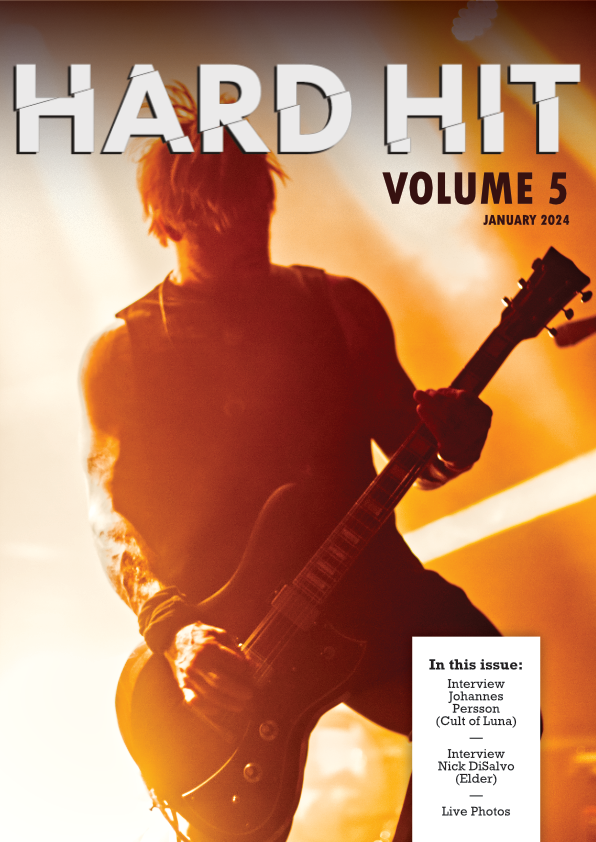 HARD HIT
VOLUME 5
JANUARY 2024
In this issue:
Interview
Johannes
Persson
(Cult of Luna)
—
Interview
Nick DiSalvo
(Elder)
—
Live Photos